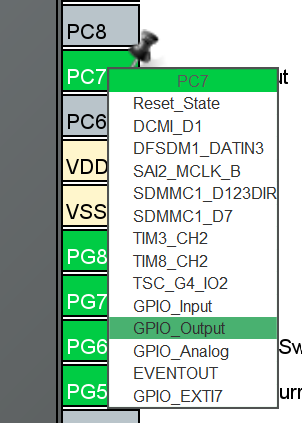 PC8
PC7
PC6
VDD
VSS
PG8
PG7
PG6
PG5
PC7
Reset_State
DCMI_D1
DFSDM1_DATIN3
SAI2_MCLK_B
SDMMC1_D123DIR
SDMMC1_D7
TIM3_CH2
TIM8_CH2
TSC_G4_IO2
GPIO_Input
GPIO_Output
GPIO_Analog
EVENTOUT
GPIO_EXTI7
ut
Sw
urr